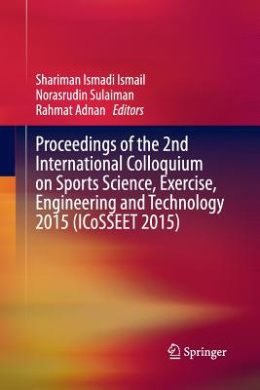 Shariman Ismadi Ismail
Norasrudin Sulaiman
Rahmat Adnan Editors
Proceedings of the 2nd
International Colloquium
on Sports Science, Exercise,
Engineering and Technology
2015 (ICoSSEET 2015)
Springer